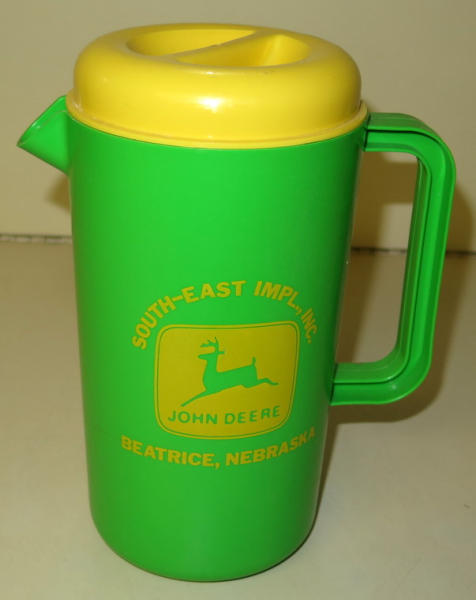 SOUTH-EAST IMPL., INC.
JOHN DEERE
BEATRICE, NEBRASKA